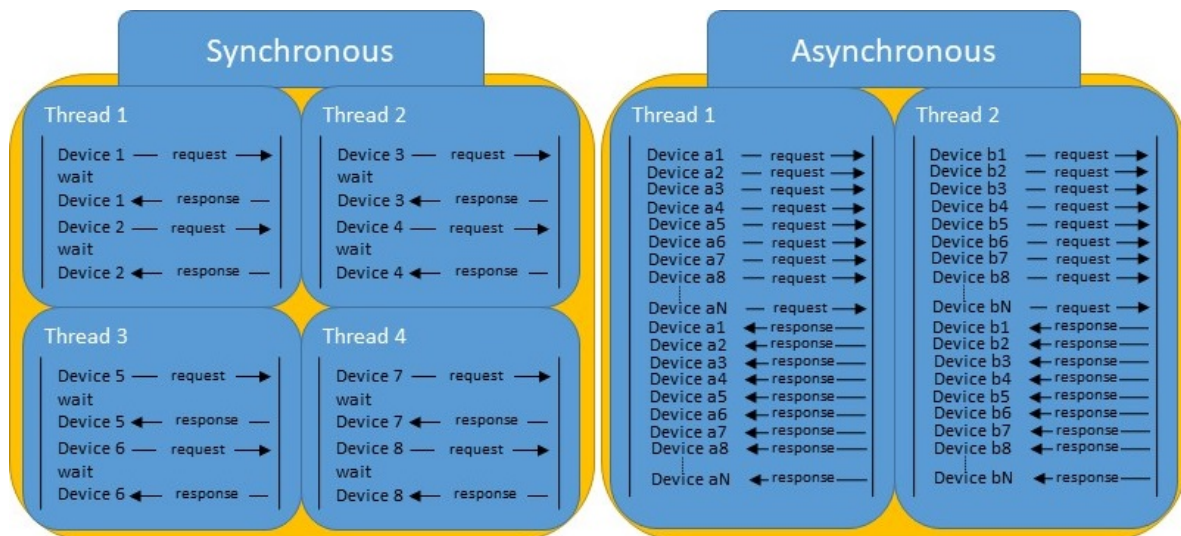 Synchronous
Thread 1
Device 1 request
wait
Device 1 response
Device 2 request
wait
Device 2 response
Thread 2
Device 3 request
wait
Device 3 response
Device 4 request
wait
Device 4 response
Thread 3
Device 5 request
wait
Device 5 response
Device 6 request
wait
Device 6 response
Thread 4
Device 7 request
wait
Device 7 response
Device 8 request
wait
Device 8 response
Asynchronous
Thread 1
Device a1 request
Device a2 request
Device a3 request
Device a4 request
Device a5 request
Device a6 request
Device a7 request
Device a8 request
Device aN request
Device a1 response
Device a2 response
Device a3 response
Device a4 response
Device a5 response
Device a6 response
Device a7 response
Device a8 response
Device aN response
Thread 2
Device b1 request
Device b2 request
Device b3 request
Device b4 request
Device b5 request
Device b6 request
Device b7 request
Device b8 request
Device bN request
Device b1 response
Device b2 response
Device b3 response
Device b4 response
Device b5 response
Device b6 response
Device b7 response
Device b8 response
Device bN response